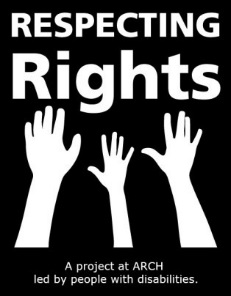 RESPECTING
Rights
A project at ARCH
led by people with disabilities.